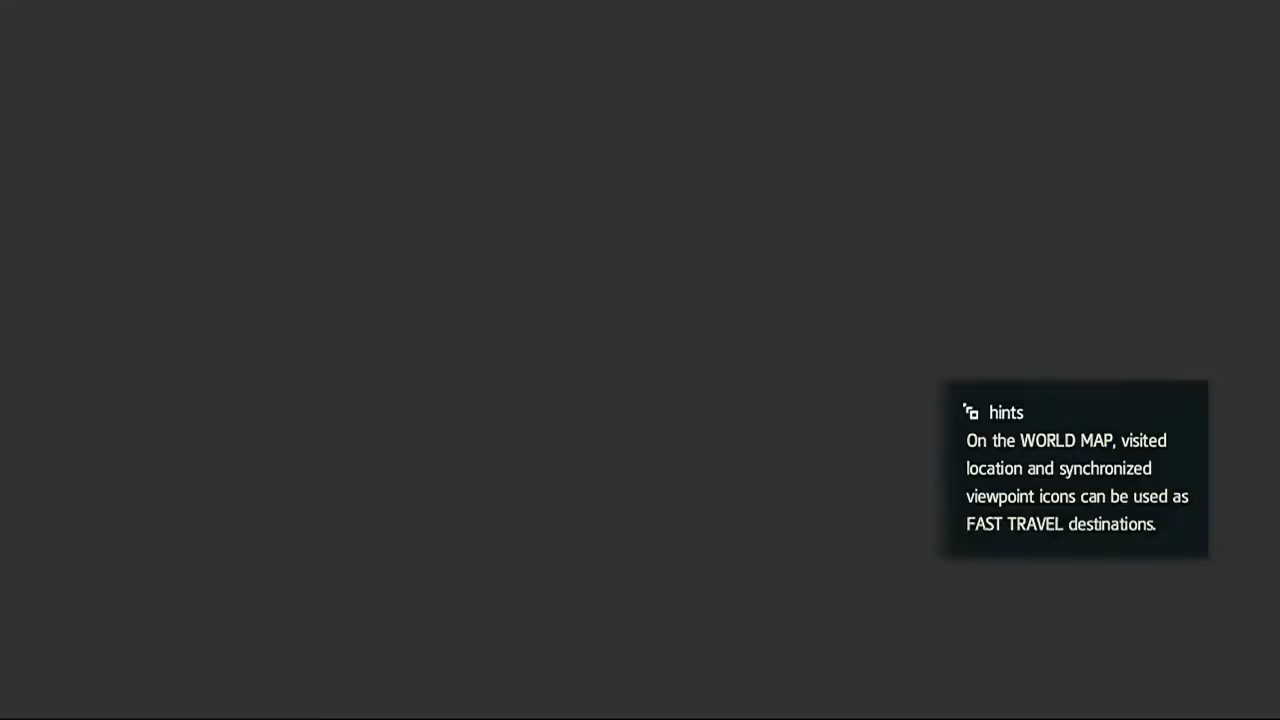 hints
On the WORLD MAP, visited
location and synchronized
viewpoint icons can be used as
FAST TRAVEL destinations.